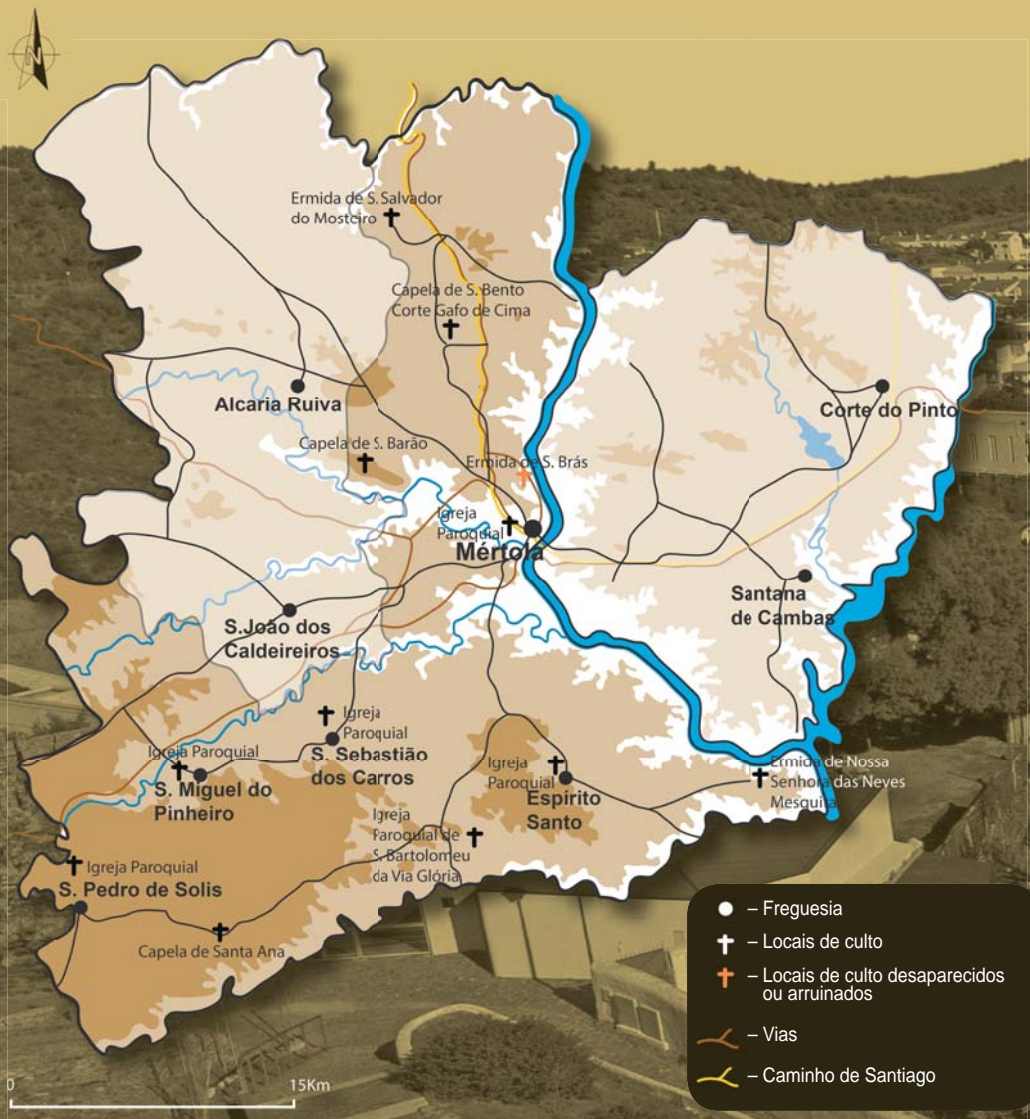 N
Ermida de S. Salvador
do Mosteiro
Capela de S. Bento
Corte Gafo de Cima
Alcaria Ruiva
Corte do Pinto
Capela de S. Barão
Ermida de S. Brás
Igreja
Paroquial
Mértola
Santana
de Cambas
S.João dos
Caldeireiros
Igreja
Paroquial
S. Sebastião
dos Carros
Igreja Paroquial
S. Miguel do
Pinheiro
Igreja
Paroquial
Espírito
Santo
Ermida de Nossa
Senhora das Neves
Mesquita
Igreja
Paroquial de
S. Bartolomeu
da Via Glória
Igreja Paroquial
S. Pedro de Solis
Capela de Santa Ana
– Freguesia
– Locais de culto
– Locais de culto desaparecidos
ou arruinados
– Vias
– Caminho de Santiago
0 15Km